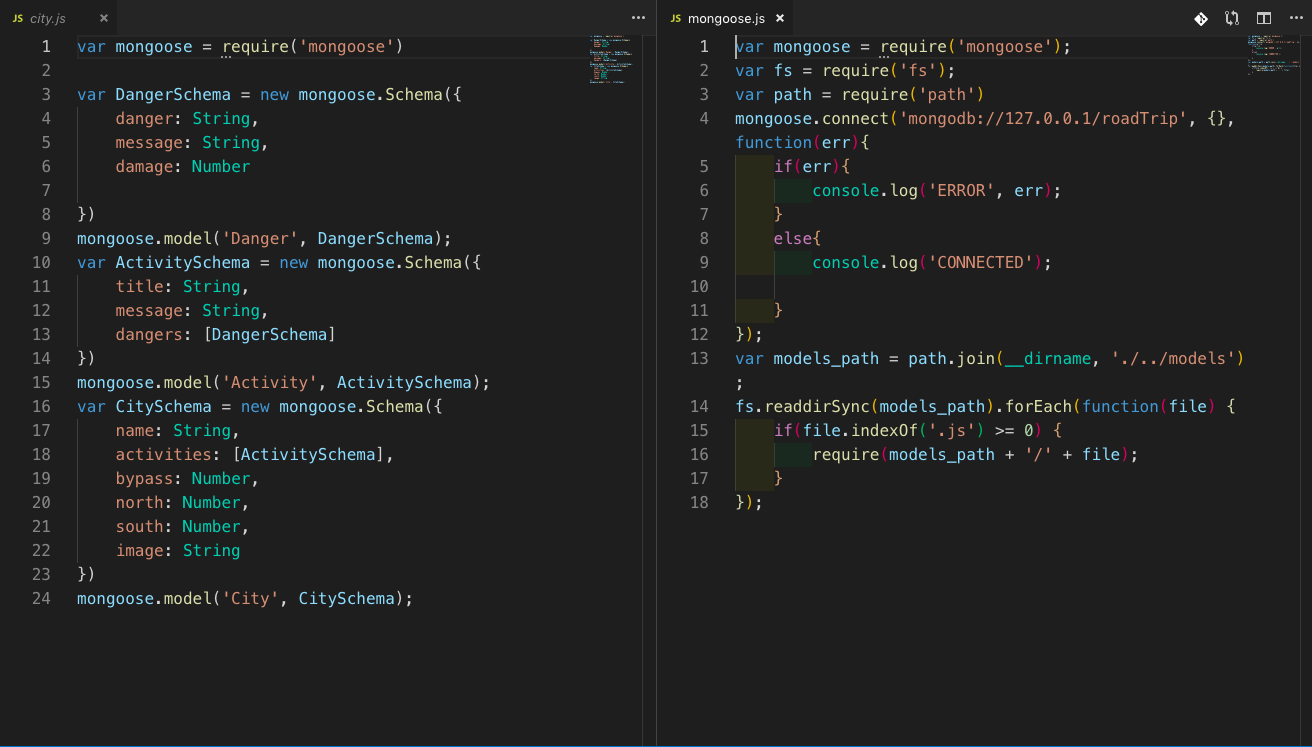 JS city.js ×
1 var mongoose = require('mongoose')
2
3 var DangerSchema = new mongoose.Schema({
4     danger: String,
5     message: String,
6     damage: Number
7
8 })
9 mongoose.model('Danger', DangerSchema);
10 var ActivitySchema = new mongoose.Schema({
11     title: String,
12     message: String,
13     dangers: [DangerSchema]
14 })
15 mongoose.model('Activity', ActivitySchema);
16 var CitySchema = new mongoose.Schema({
17     name: String,
18     activities: [ActivitySchema],
19     bypass: Number,
20     north: Number,
21     south: Number,
22     image: String
23 })
24 mongoose.model('City', CitySchema);
JS mongoose.js ×
1 var mongoose = require('mongoose');
2 var fs = require('fs');
3 var path = require('path')
4 mongoose.connect('mongodb://127.0.0.1/roadTrip', {},
function(err){
5     if(err){
6         console.log('ERROR', err);
7     }
8     else{
9         console.log('CONNECTED');
10
11     }
12 });
13 var models_path = path.join(__dirname, './../models')
;
14 fs.readdirSync(models_path).forEach(function(file) {
15     if(file.indexOf('.js') >= 0) {
16         require(models_path + '/' + file);
17     }
18 });